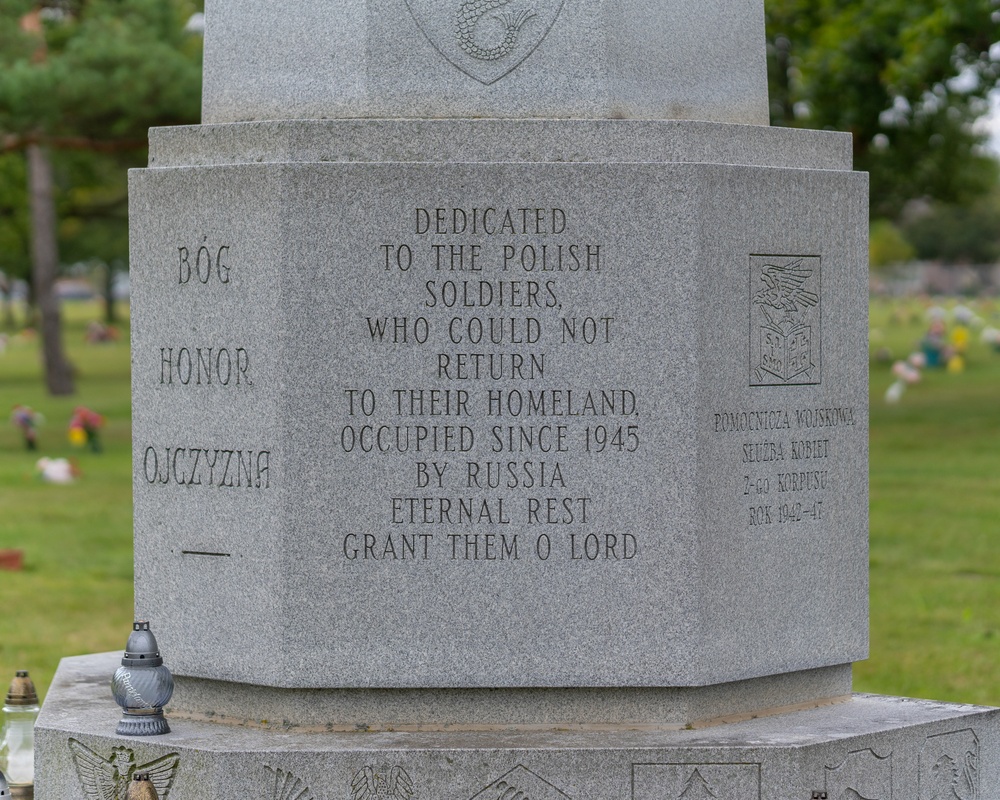 BÓG
HONOR
OJCZYZNA
DEDICATED
TO THE POLISH
SOLDIERS,
WHO COULD NOT
RETURN
TO THEIR HOMELAND,
OCCUPIED SINCE 1945
BY RUSSIA
ETERNAL REST
GRANT THEM O LORD
POMOCNICZA WOJSKOWA
SŁUŻBA KOBIET
2-GO KORPUSU
ROK 1942-47